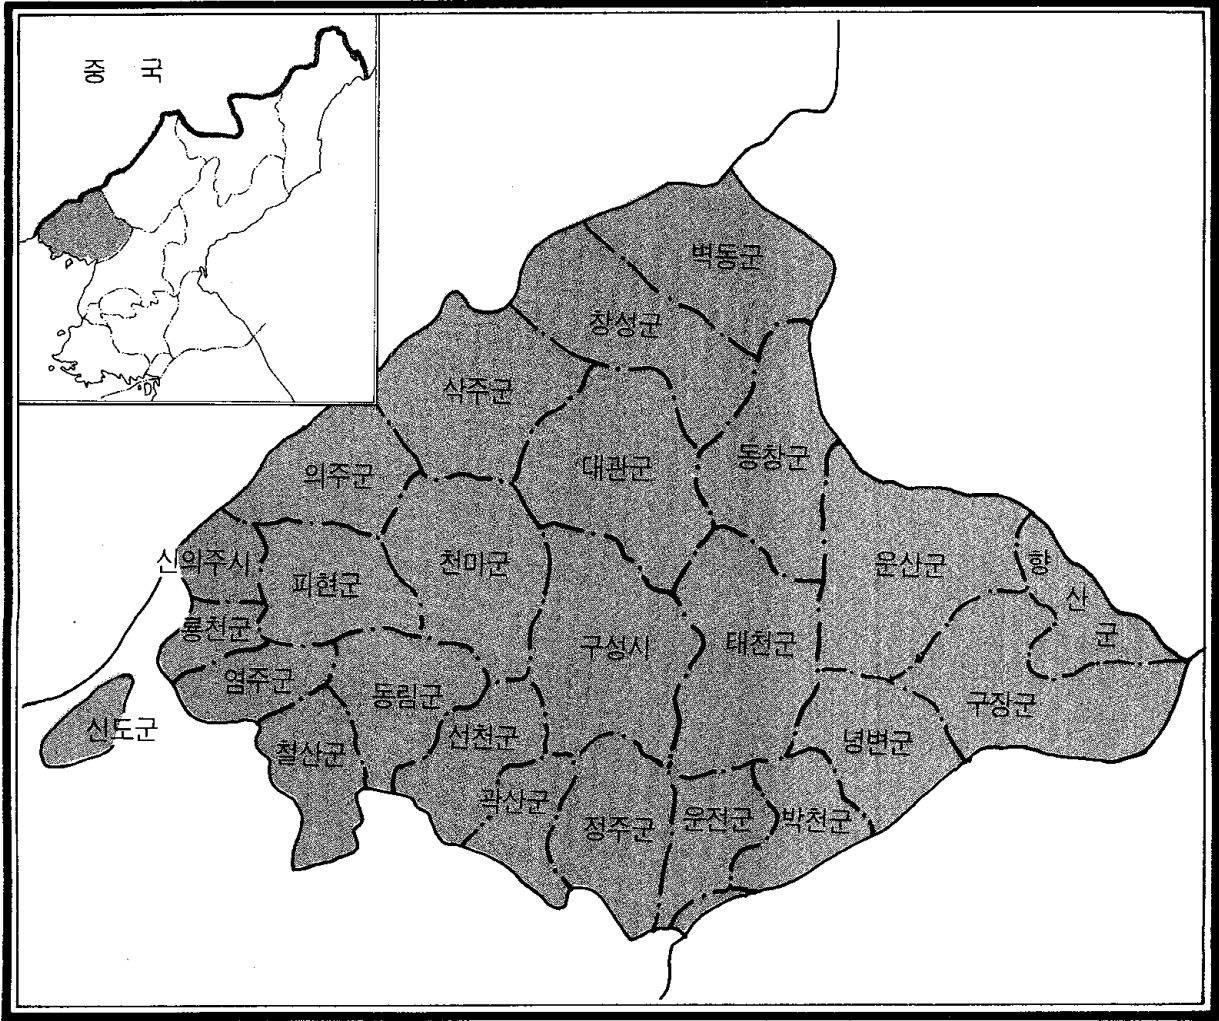 중 국
벽동군
창성군
삭주군
대관군
동창군
의주군
신의주시
피현군
천마군
운산군
향
산
군
룡천군
구성시
태천군
염주군
동림군
구장군
신도군
철산군
선천군
녕변군
곽산군
정주군
운전군
박천군